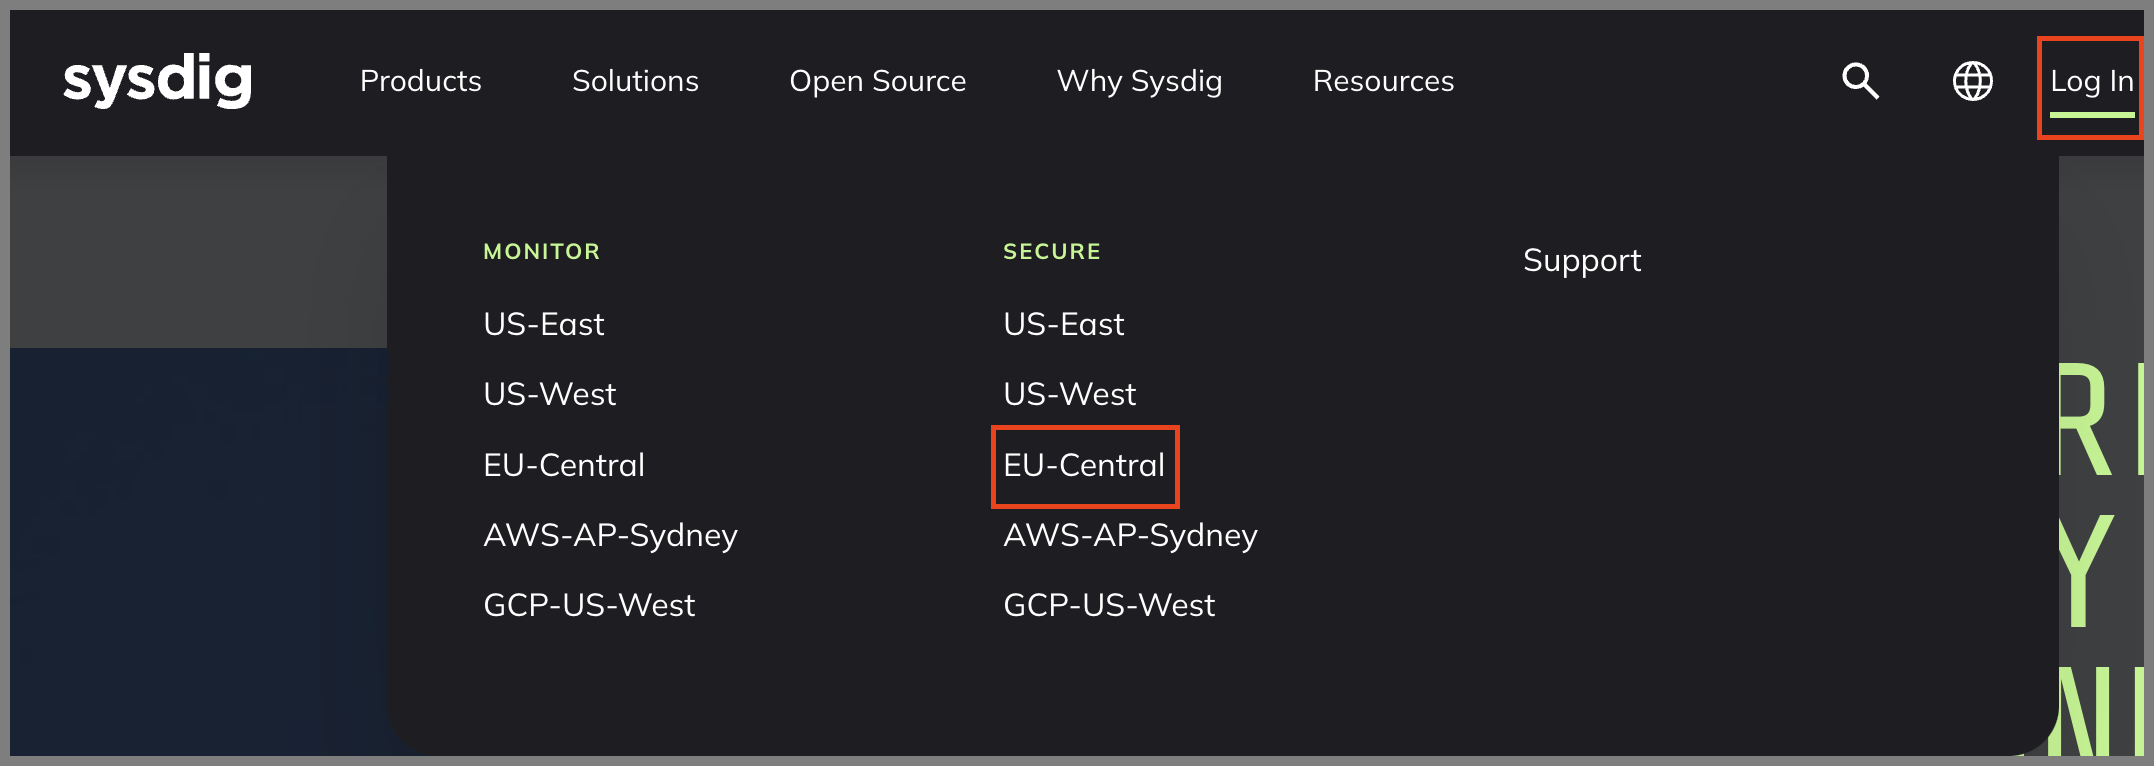 sysdig
Products
Solutions
Open Source
Why Sysdig
Resources
Log In
MONITOR
US-East
US-West
EU-Central
AWS-AP-Sydney
GCP-US-West
SECURE
US-East
US-West
EU-Central
AWS-AP-Sydney
GCP-US-West
Support